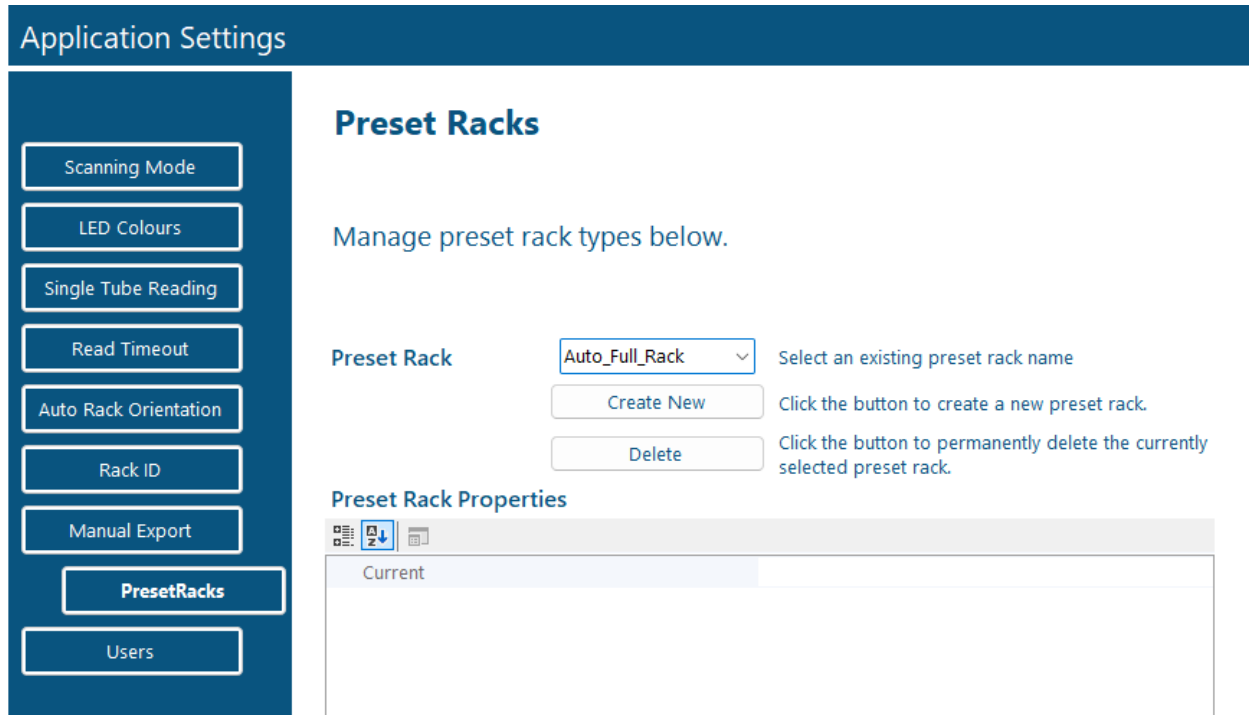 Application Settings
Scanning Mode
LED Colours
Single Tube Reading
Read Timeout
Auto Rack Orientation
Rack ID
Manual Export
PresetRacks
Users
Preset Racks
Manage preset rack types below.
Preset Rack
Auto_Full_Rack
Select an existing preset rack name
Create New
Click the button to create a new preset rack.
Delete
Click the button to permanently delete the currently
selected preset rack.
Preset Rack Properties
Current